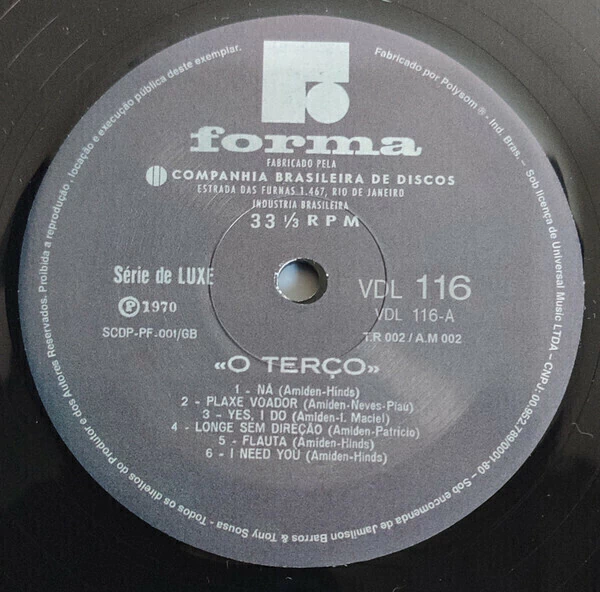 forma
FABRICADO PELA
COMPANHIA BRASILEIRA DE DISCOS
ESTRADA DAS FURNAS 1.467, RIO DE JANEIRO
INDUSTRIA BRASILEIRA
33 1/3 RPM
Série de LUXE
VDL 116
Ⓟ 1970
VDL 116-A
SCDP-PF-001/GB
TR 002 / A.M 002
«O TERÇO»
1 - NÃ (Amiden-Hinds)
2 - PLAXE VOADOR (Amiden-Neves-Piau)
3 - YES, I DO (Amiden-I. Maciel)
4 - LONGE SEM DIREÇÃO (Amiden-Patrício)
5 - FLAUTA (Amiden-Hinds)
6 - I NEED YOU (Amiden-Hinds)
Todos os direitos do Produtor e dos Autores Reservados. Proibida a reprodução, locação e execução pública deste exemplar.
Fabricado por Polysom ® - Ind. Bras. – Sob licença de Universal Music LTDA – CNPJ: 00.962.789/0001-80 – Sob encomenda de Jamilson Barros & Tony Sousa -